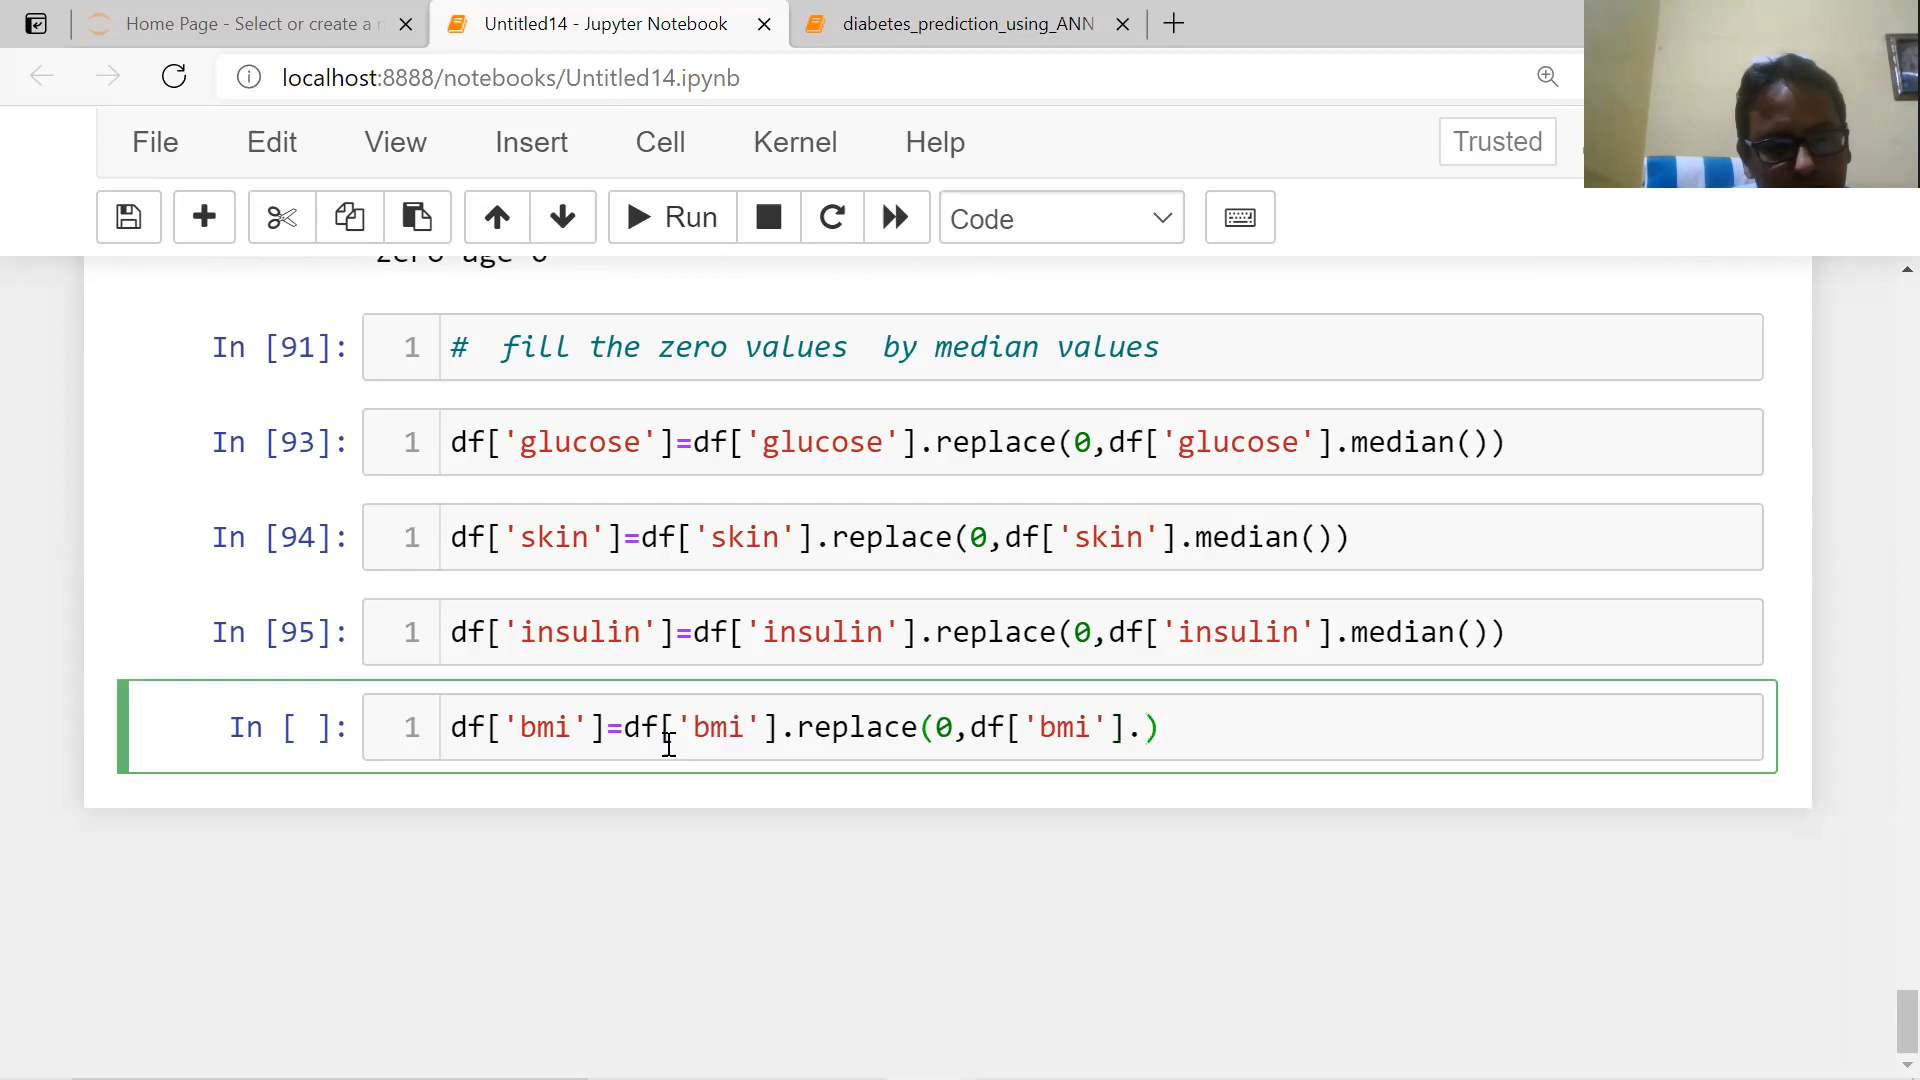 Home Page - Select or create a n
Untitled14 - Jupyter Notebook
diabetes_prediction_using_ANN
localhost:8888/notebooks/Untitled14.ipynb
File Edit View Insert Cell Kernel Help
Trusted
Run
Code
zero age 0
In [91]: 1 #  fill the zero values  by median values
In [93]: 1 df['glucose']=df['glucose'].replace(0,df['glucose'].median())
In [94]: 1 df['skin']=df['skin'].replace(0,df['skin'].median())
In [95]: 1 df['insulin']=df['insulin'].replace(0,df['insulin'].median())
In [ ]: 1 df['bmi']=df['bmi'].replace(0,df['bmi'].)